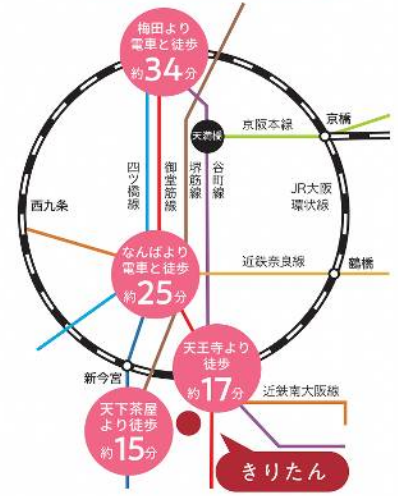 梅田より
電車と徒歩
約34分
天満橋
京阪本線
京橋
四ツ橋線
御堂筋線
堺筋線
谷町線
JR大阪
環状線
西九条
なんばより
電車と徒歩
約25分
近鉄奈良線
鶴橋
天王寺より
徒歩
約17分
新今宮
近鉄南大阪線
天下茶屋
より徒歩
約15分
きりたん